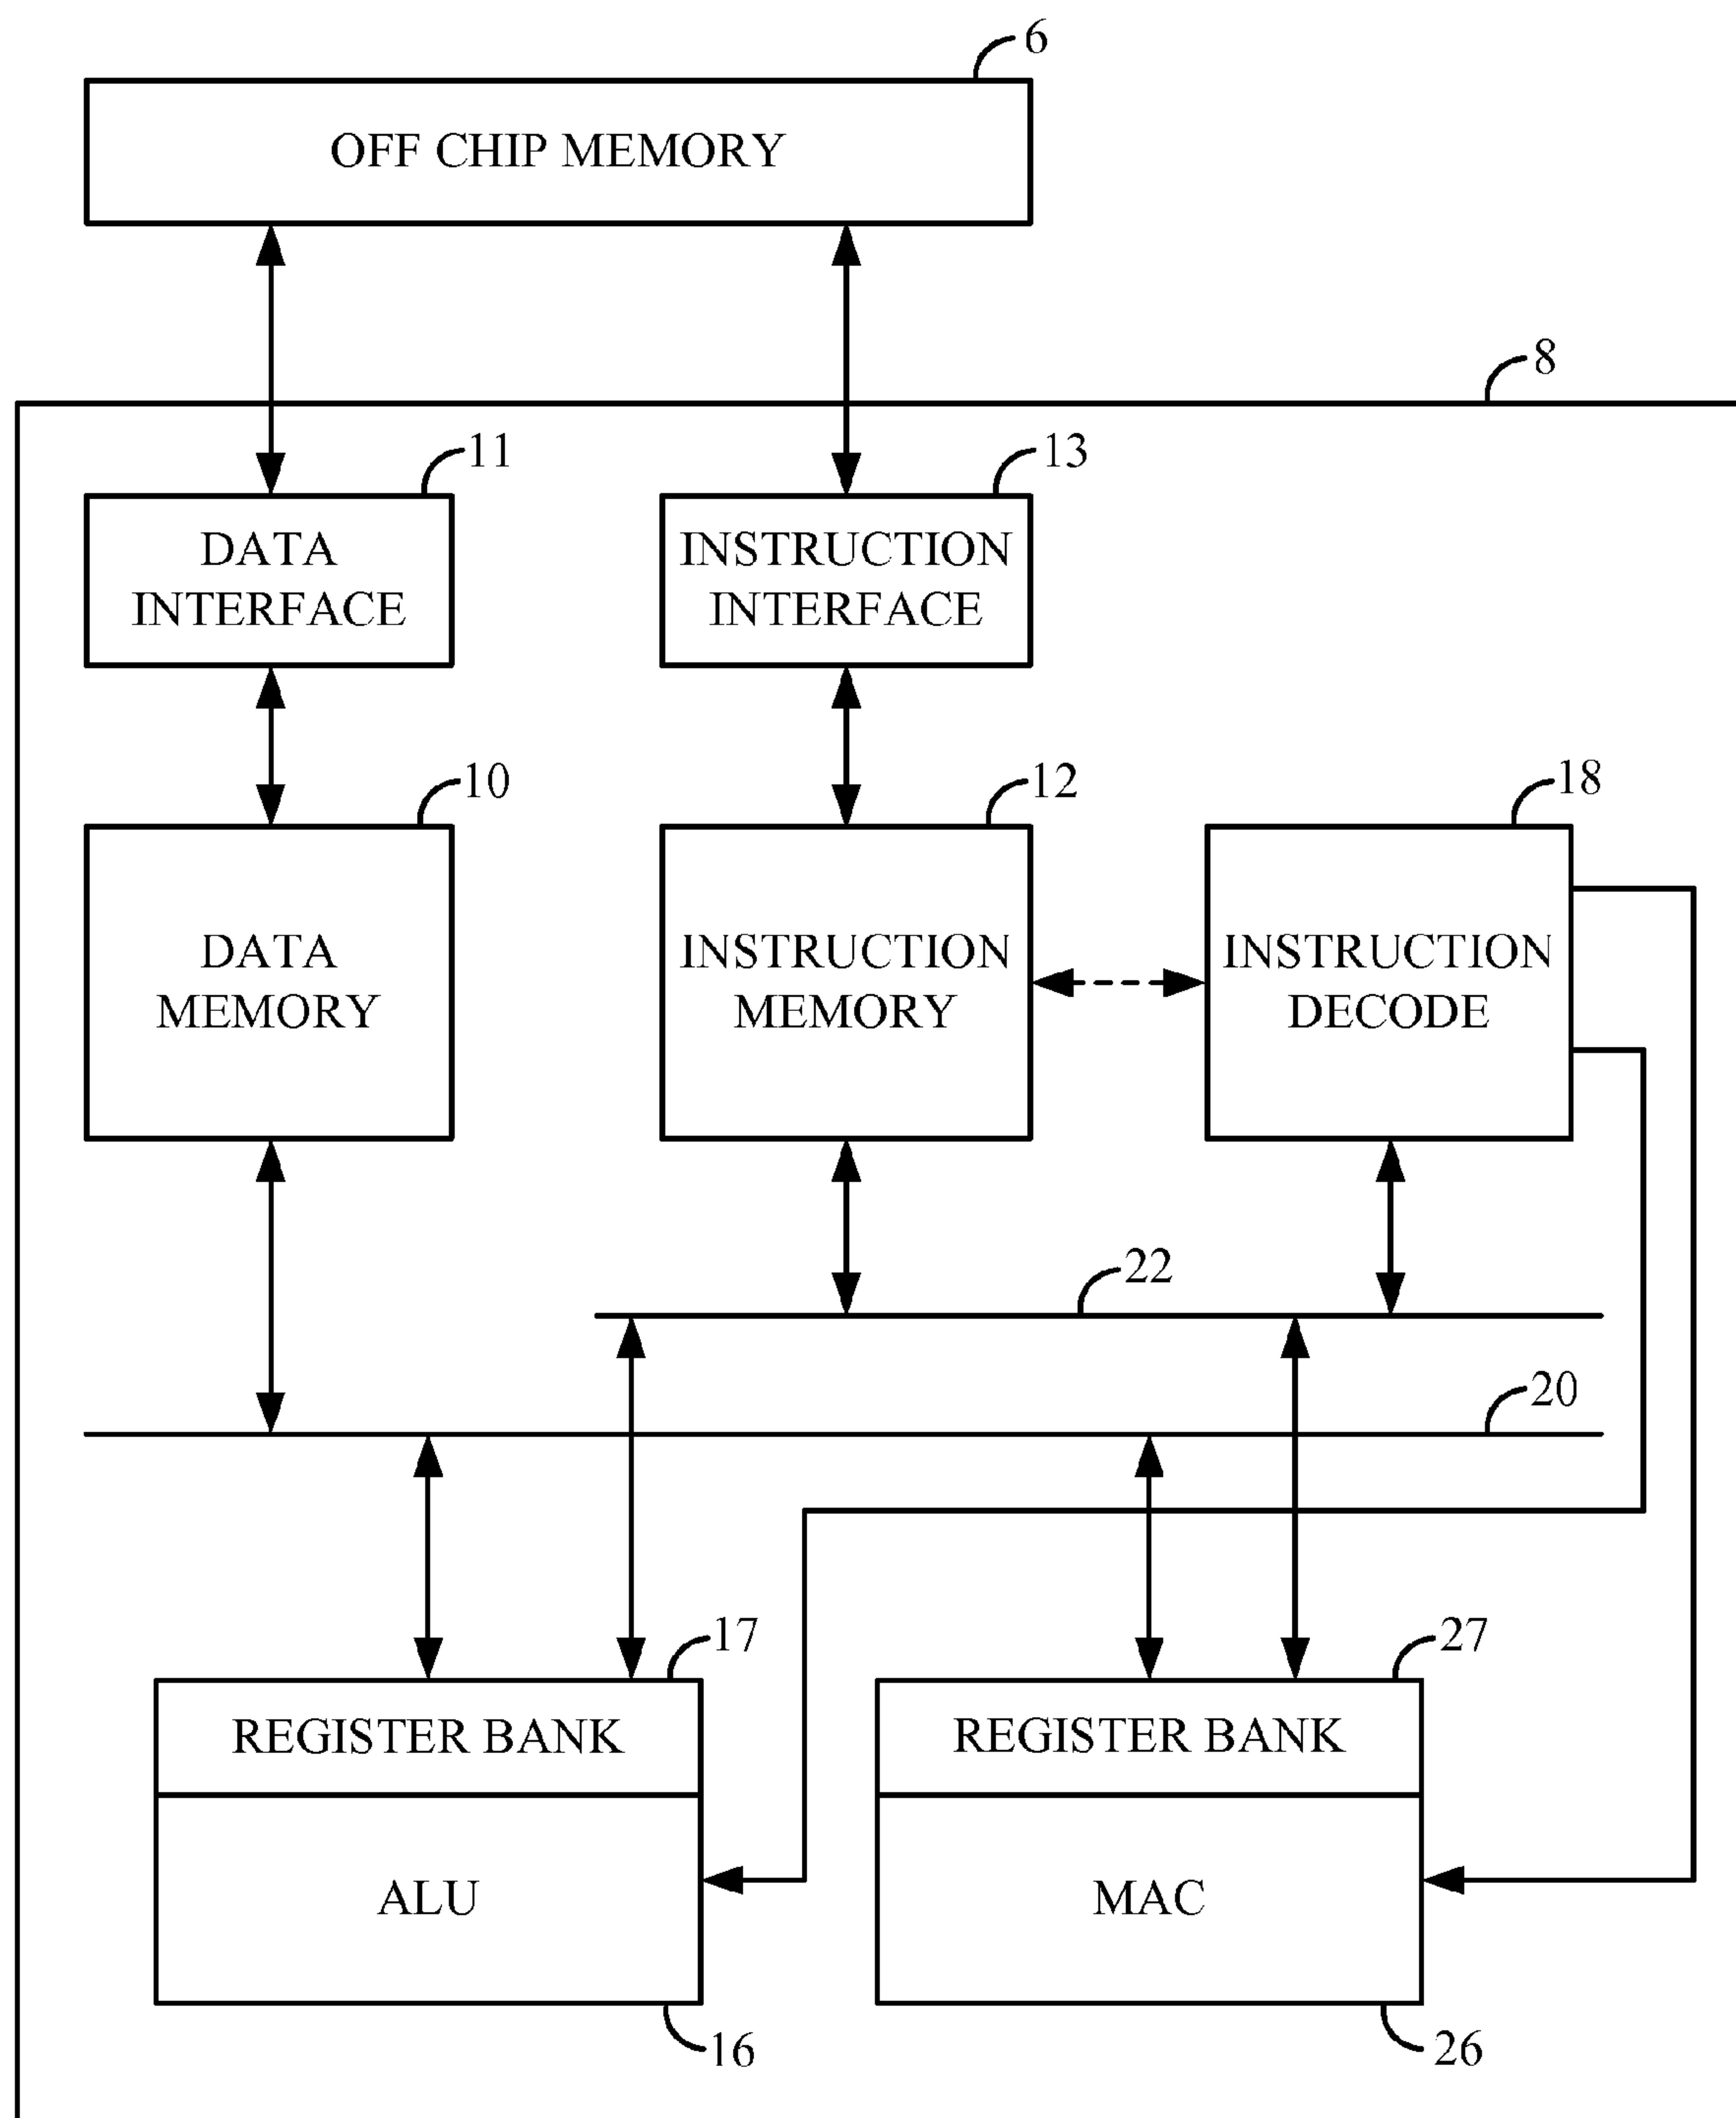 6
OFF CHIP MEMORY
8
11
13
DATA
INTERFACE
INSTRUCTION
INTERFACE
10
12
18
DATA
MEMORY
INSTRUCTION
MEMORY
INSTRUCTION
DECODE
22
20
17
27
REGISTER BANK
REGISTER BANK
ALU
MAC
16
26